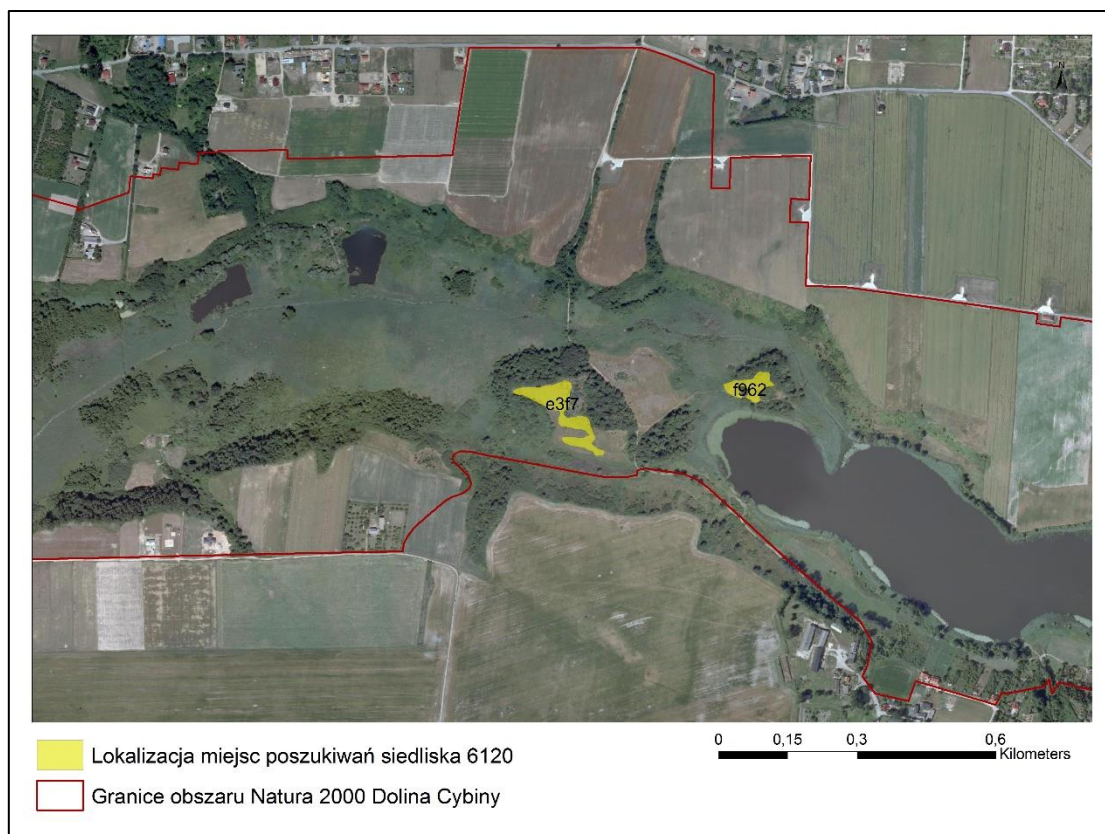 N
e3f7
f962
Lokalizacja miejsc poszukiwań siedliska 6120
Granice obszaru Natura 2000 Dolina Cybiny
0 0,15 0,3 0,6
Kilometers